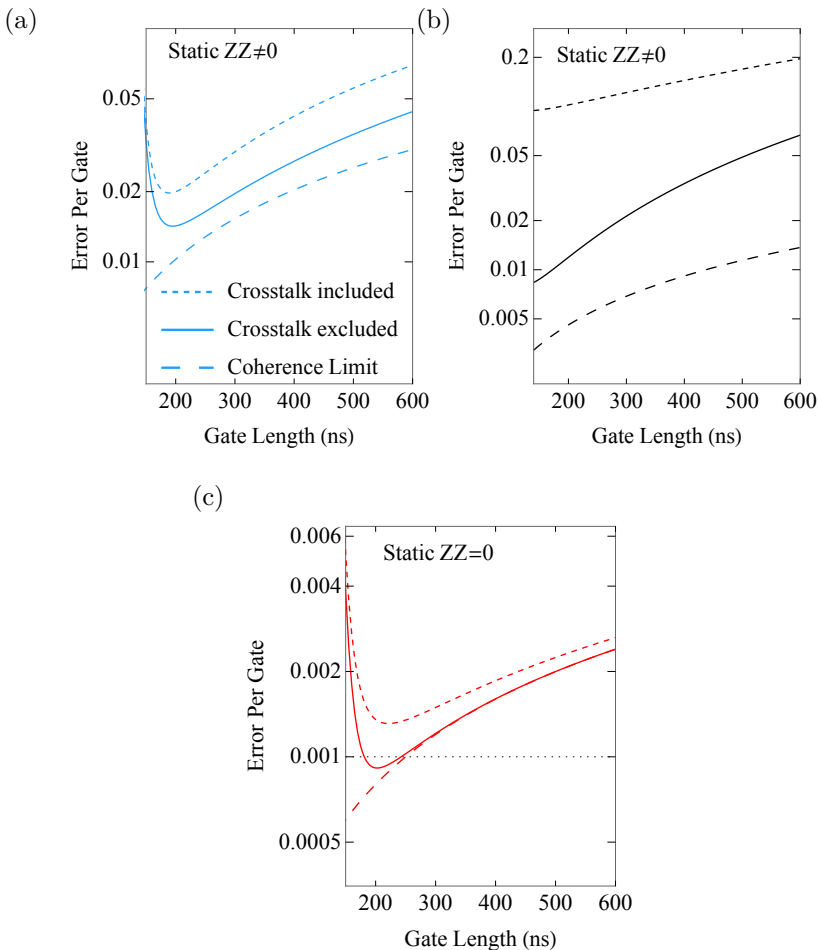 (a)
Static ZZ≠0
0.05
0.02
0.01
Error Per Gate
Crosstalk included
Crosstalk excluded
Coherence Limit
200 300 400 500 600
Gate Length (ns)
(b)
Static ZZ≠0
0.2
0.05
0.02
0.01
0.005
Error Per Gate
200 300 400 500 600
Gate Length (ns)
(c)
Static ZZ=0
0.006
0.004
0.002
0.001
0.0005
Error Per Gate
200 300 400 500 600
Gate Length (ns)